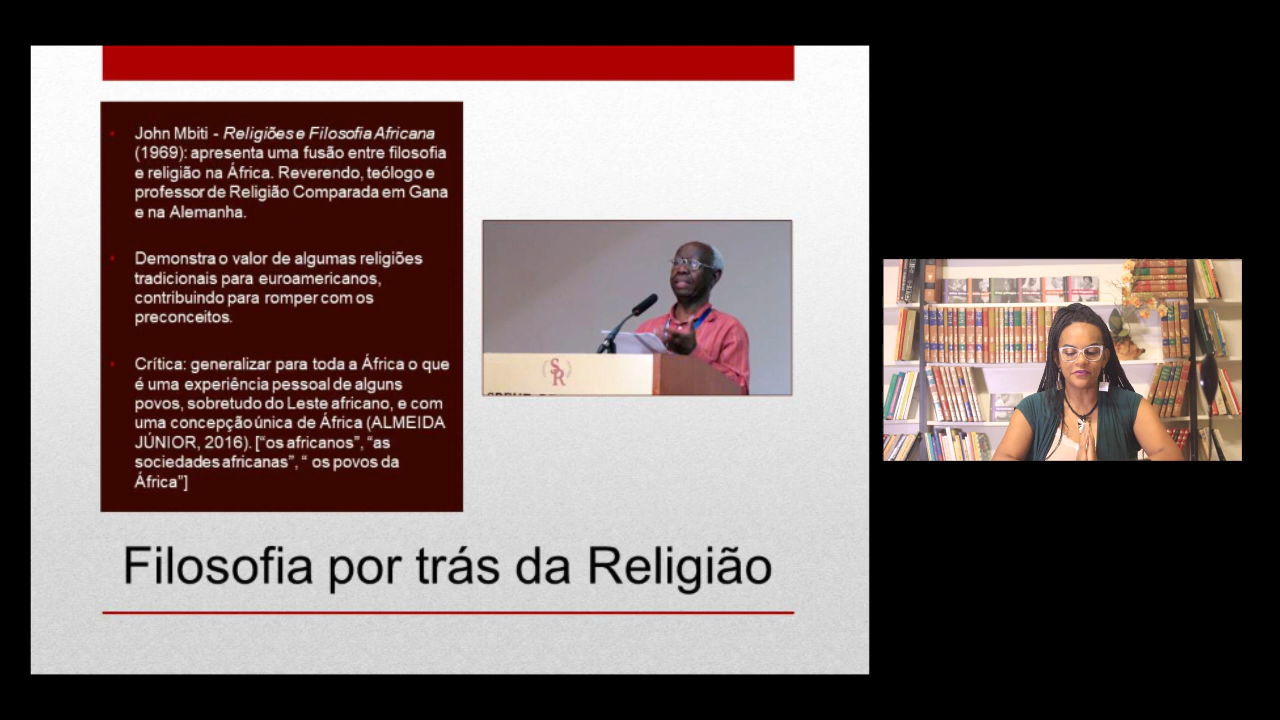 John Mbiti - Religiões e Filosofia Africana
(1969): apresenta uma fusão entre filosofia
e religião na África. Reverendo, teólogo e
professor de Religião Comparada em Gana
e na Alemanha.
Demonstra o valor de algumas religiões
tradicionais para euroamericanos,
contribuindo para romper com os
preconceitos.
Crítica: generalizar para toda a África o que
é uma experiência pessoal de alguns
povos, sobretudo do Leste africano, e com
uma concepção única de África (ALMEIDA
JÚNIOR, 2016). [“os africanos”, “as
sociedades africanas”, “ os povos da
África”]
SR
Filosofia por trás da Religião